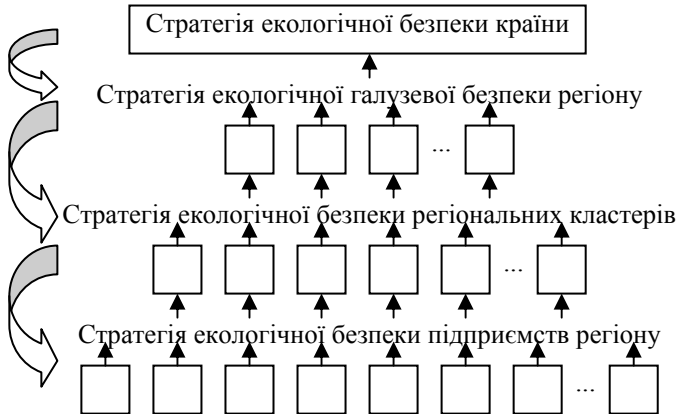 Стратегія екологічної безпеки країни
Стратегія екологічної галузевої безпеки регіону
...
Стратегія екологічної безпеки регіональних кластерів
...
Стратегія екологічної безпеки підприємств регіону
...